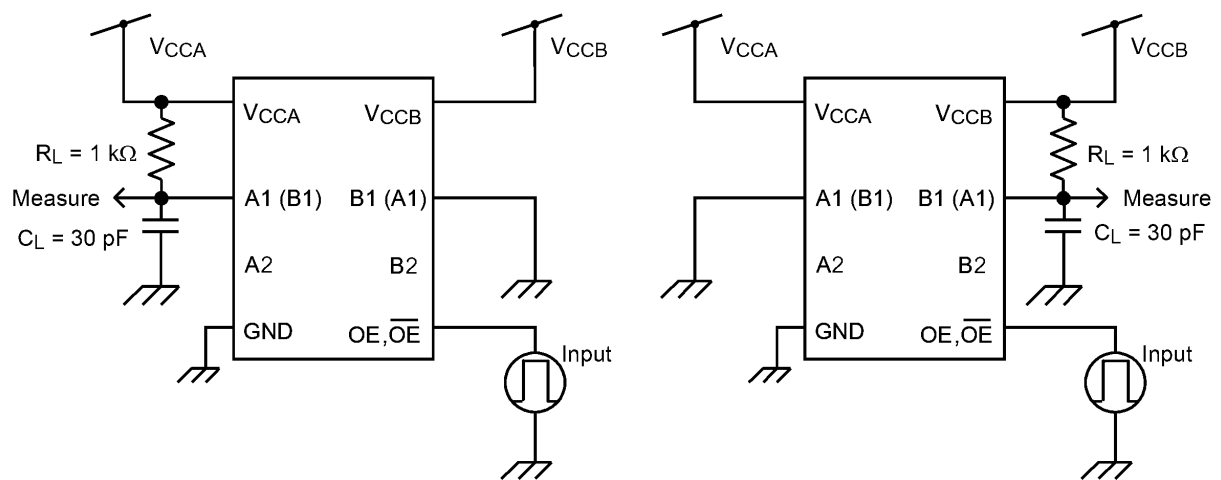 VCCA
VCCB
VCCA
VCCB
RL = 1 kΩ
Measure
A1 (B1)
B1 (A1)
CL = 30 pF
A2
B2
GND
OE,OE
Input
VCCA
VCCB
VCCA
VCCB
RL = 1 kΩ
A1 (B1)
B1 (A1)
Measure
CL = 30 pF
A2
B2
GND
OE,OE
Input